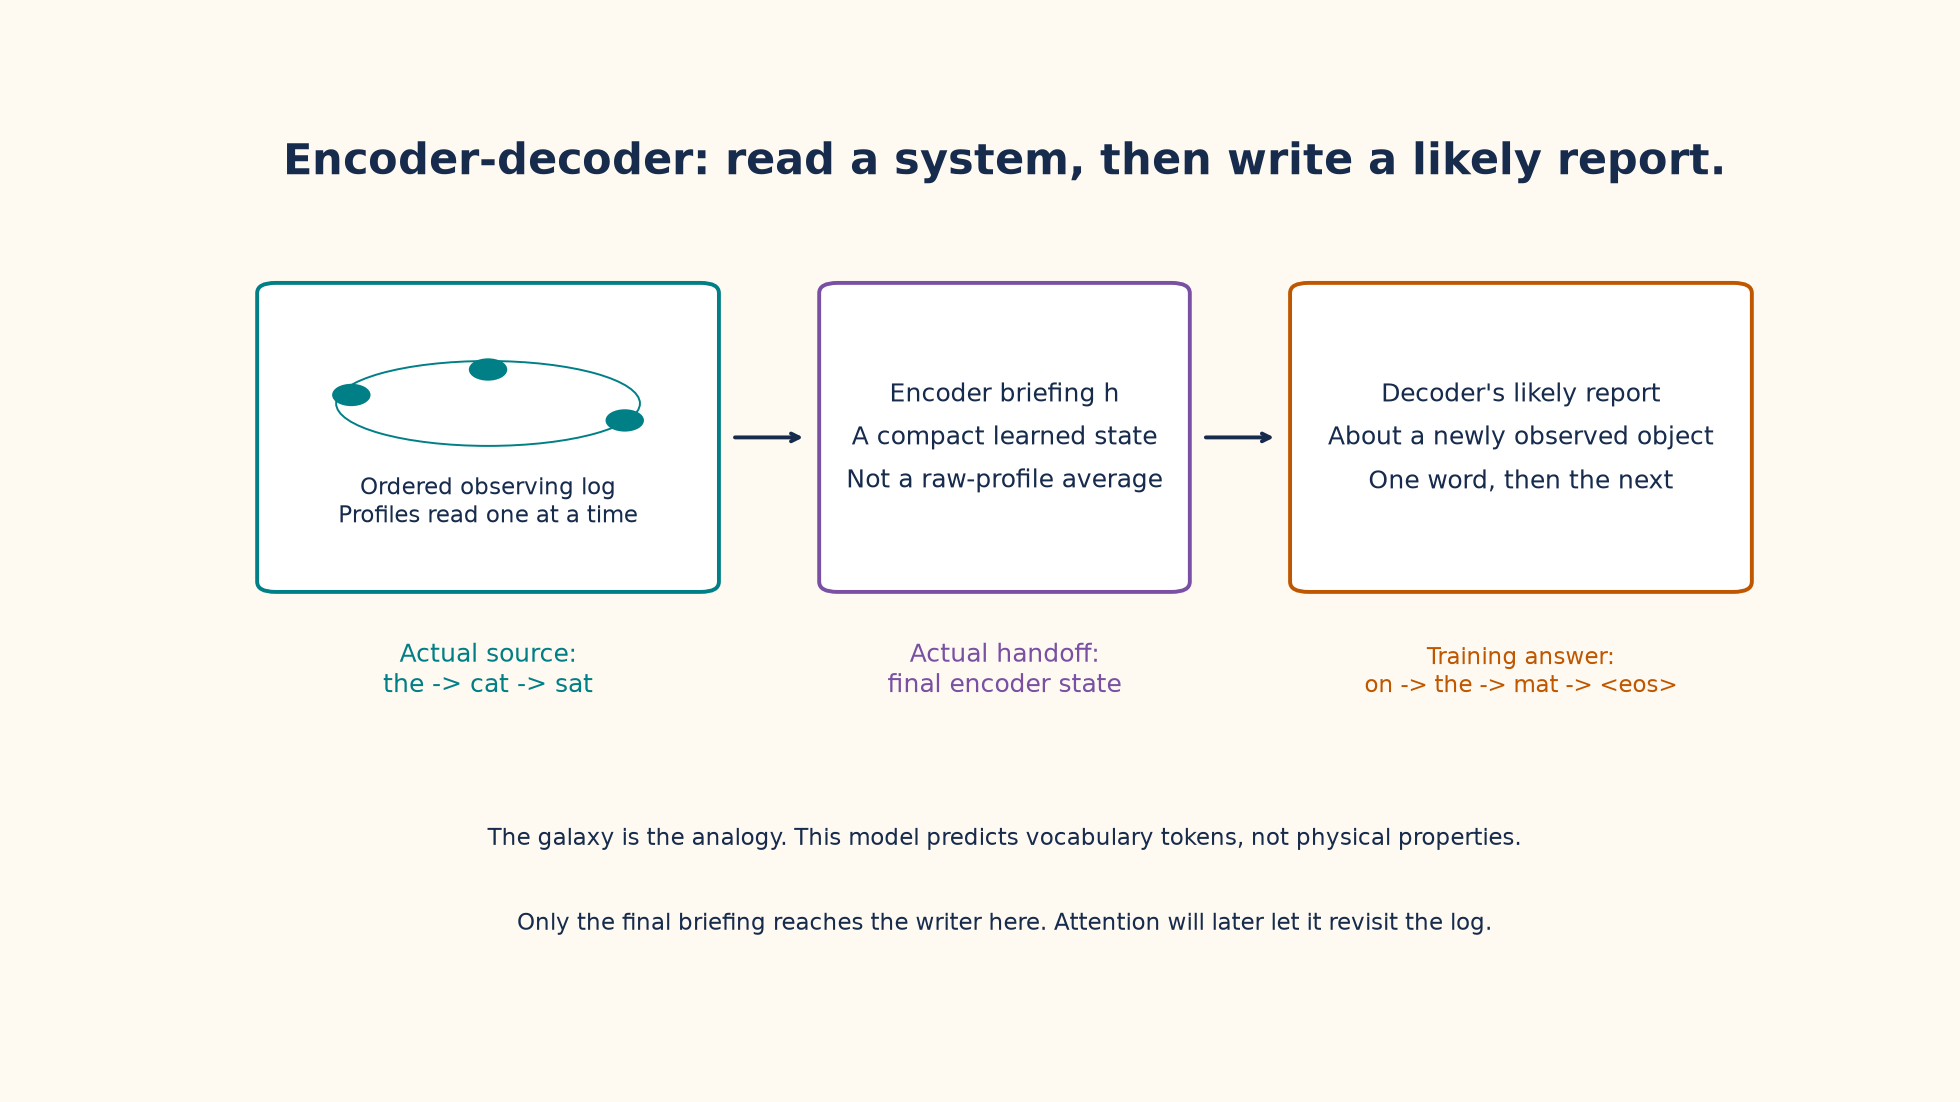 Encoder-decoder: read a system, then write a likely report.
Ordered observing log
Profiles read one at a time
Encoder briefing h
A compact learned state
Not a raw-profile average
Decoder's likely report
About a newly observed object
One word, then the next
Actual source:
the -> cat -> sat
Actual handoff:
final encoder state
Training answer:
on -> the -> mat -> <eos>
The galaxy is the analogy. This model predicts vocabulary tokens, not physical properties.
Only the final briefing reaches the writer here. Attention will later let it revisit the log.